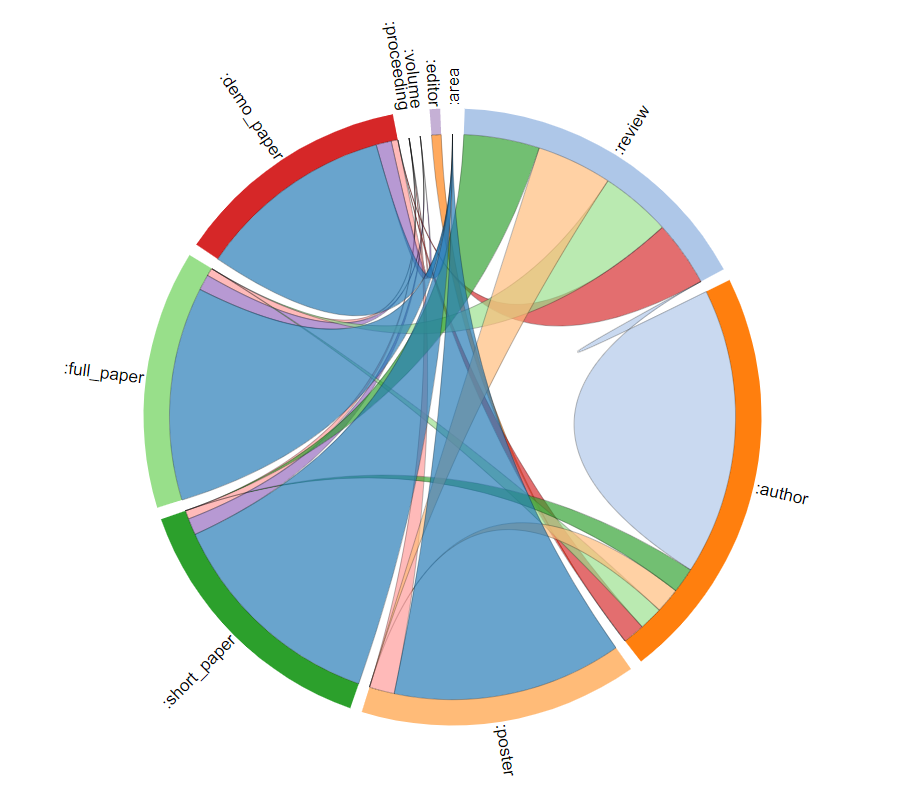 :proceeding
:volume
:editor
:area
:review
:author
:poster
:short_paper
:full_paper
:demo_paper